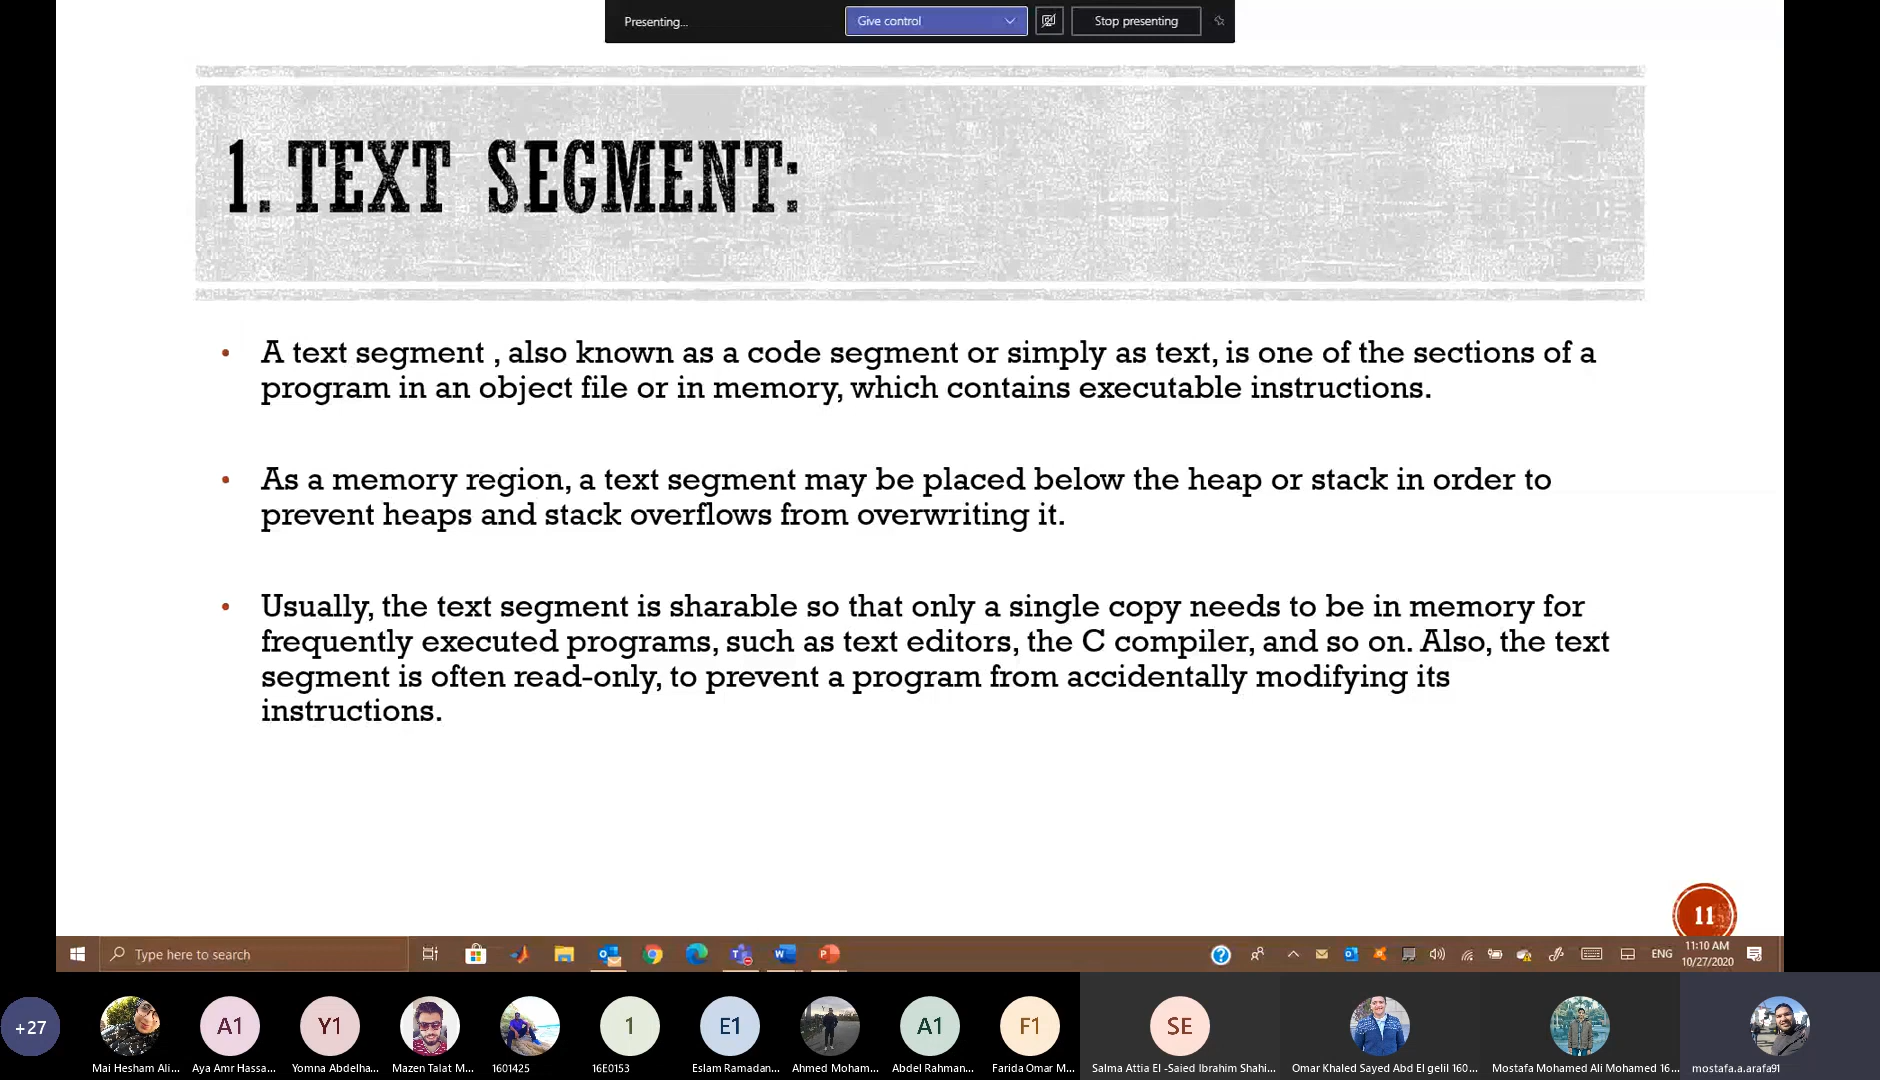 Presenting...
Give control
Stop presenting
1. TEXT SEGMENT:
• A text segment , also known as a code segment or simply as text, is one of the sections of a
program in an object file or in memory, which contains executable instructions.
• As a memory region, a text segment may be placed below the heap or stack in order to
prevent heaps and stack overflows from overwriting it.
• Usually, the text segment is sharable so that only a single copy needs to be in memory for
frequently executed programs, such as text editors, the C compiler, and so on. Also, the text
segment is often read-only, to prevent a program from accidentally modifying its
instructions.
11
Type here to search
ENG
11:10 AM
10/27/2020
+27
A1
Y1
1
E1
A1
F1
SE
Mai Hesham Ali...
Aya Amr Hassa...
Yomna Abdelha...
Mazen Talat M...
1601425
16E0153
Eslam Ramadan...
Ahmed Moham...
Abdel Rahman...
Farida Omar M...
Salma Attia El -Saied Ibrahim Shahi...
Omar Khaled Sayed Abd El gelil 160...
Mostafa Mohamed Ali Mohamed 16...
mostafa.a.arafa91